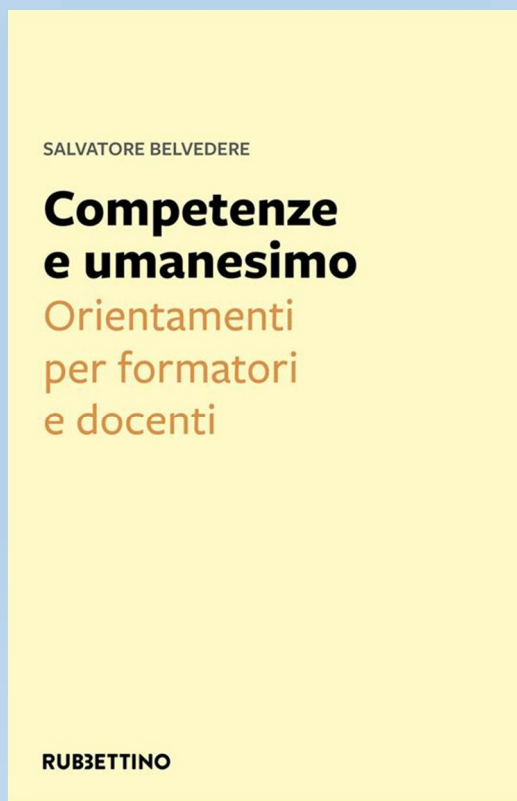 SALVATORE BELVEDERE
Competenze
e umanesimo
Orientamenti
per formatori
e docenti
RUBBETTINO